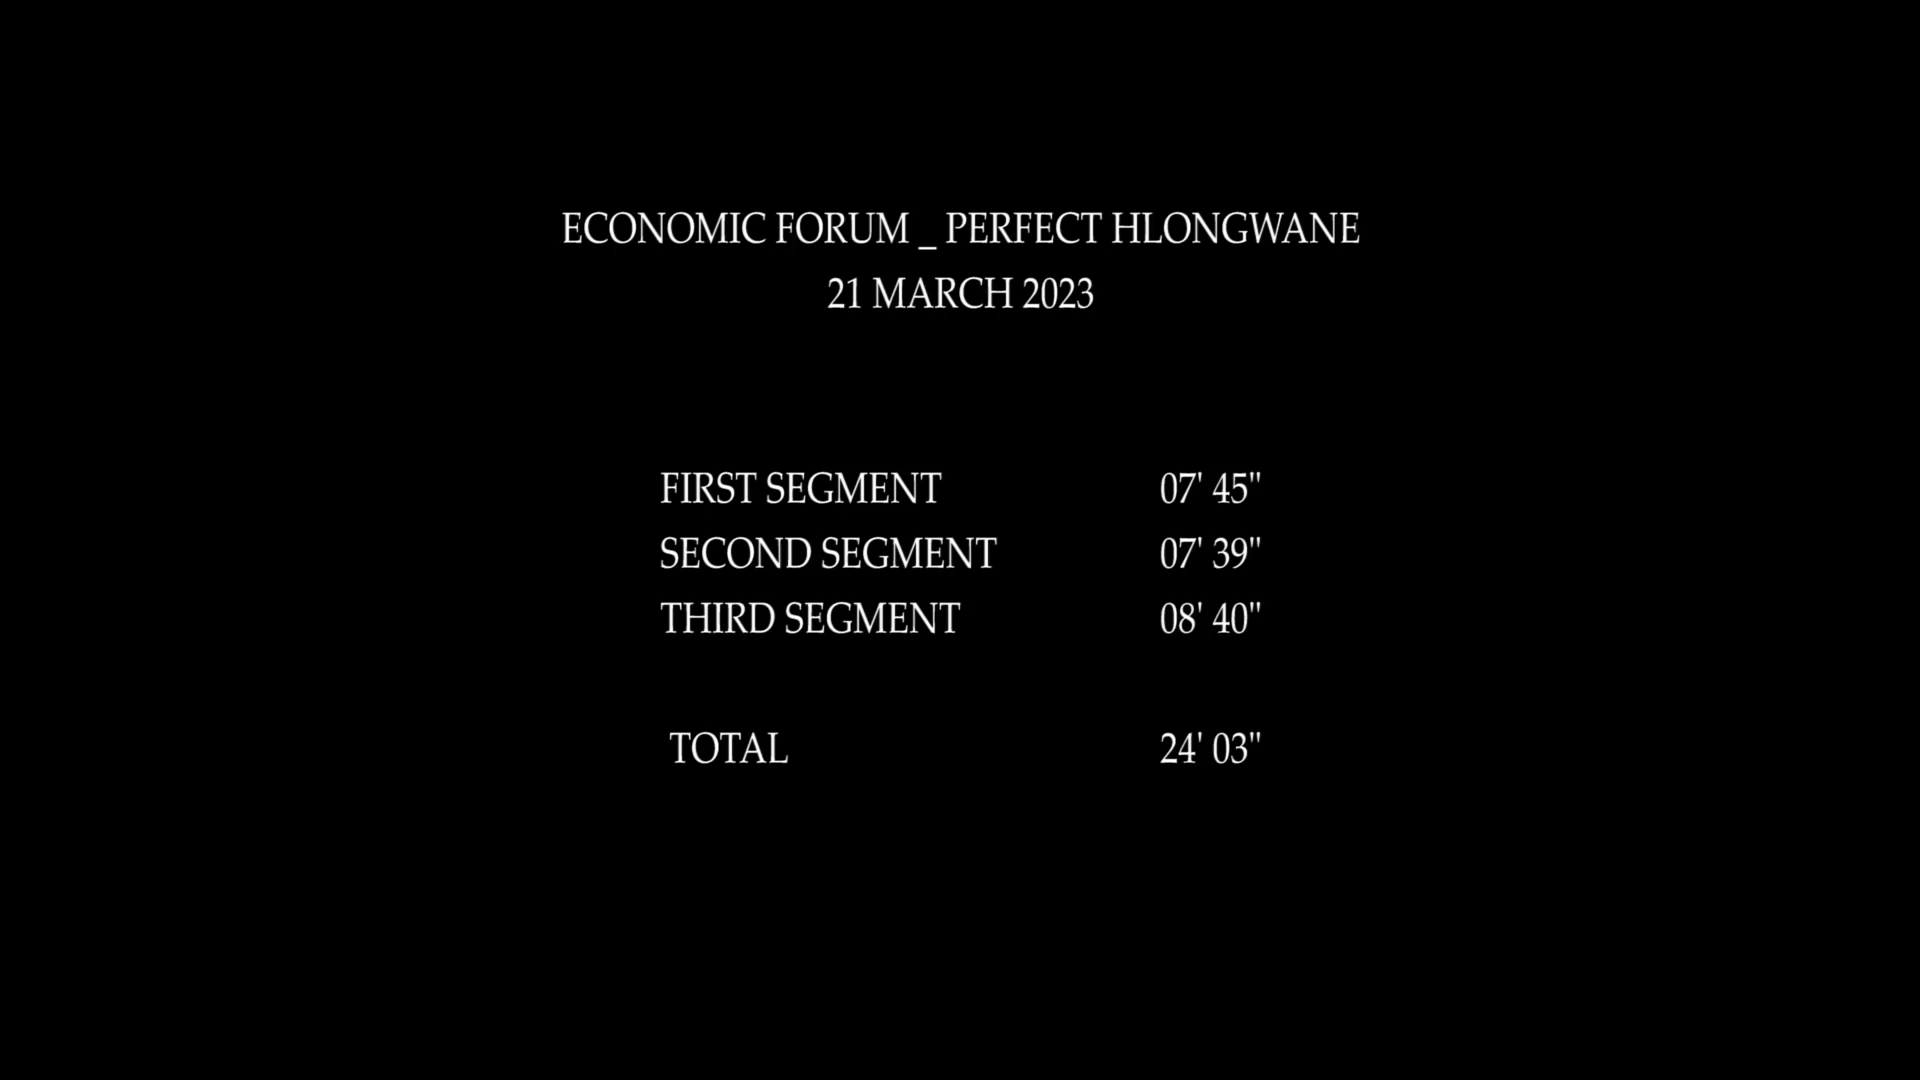 ECONOMIC FORUM _ PERFECT HLONGWANE
21 MARCH 2023
FIRST SEGMENT 07' 45"
SECOND SEGMENT 07' 39"
THIRD SEGMENT 08' 40"
TOTAL 24' 03"